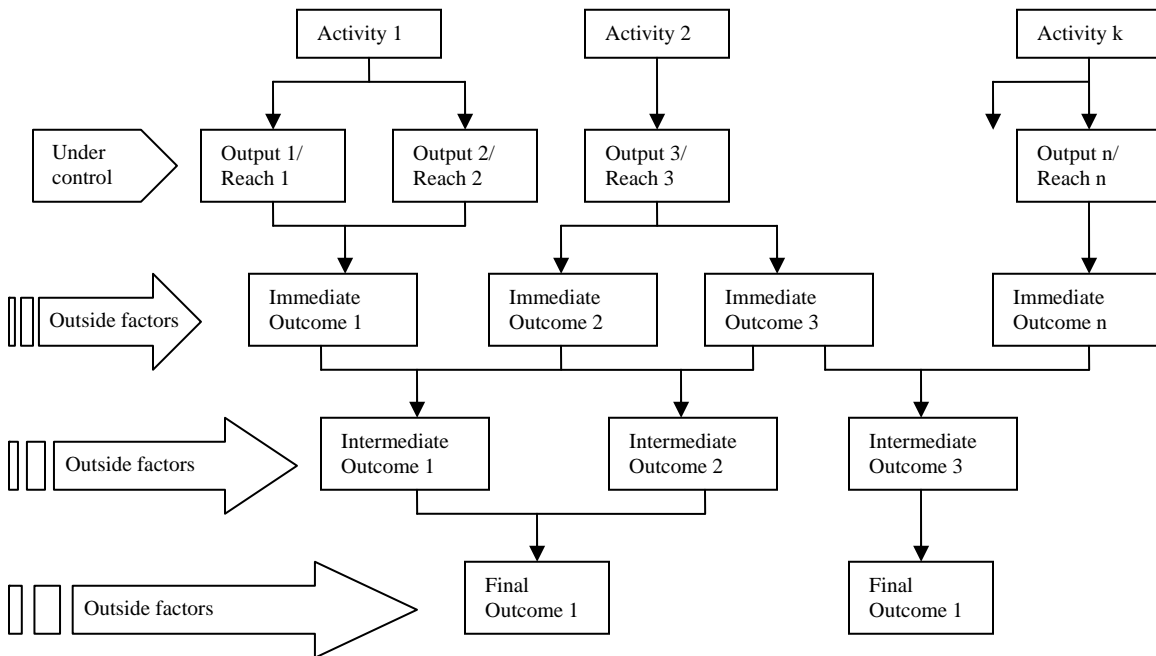 Activity 1
Activity 2
Activity k
Under
control
Output 1/
Reach 1
Output 2/
Reach 2
Output 3/
Reach 3
Output n/
Reach n
Outside factors
Immediate
Outcome 1
Immediate
Outcome 2
Immediate
Outcome 3
Immediate
Outcome n
Outside factors
Intermediate
Outcome 1
Intermediate
Outcome 2
Intermediate
Outcome 3
Outside factors
Final
Outcome 1
Final
Outcome 1